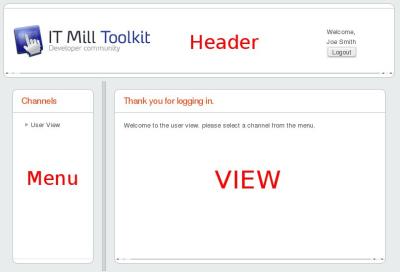 IT Mill Toolkit
Developer community
Header
Welcome,
Joe Smith
Logout
Channels
User View
Menu
Thank you for logging in.
Welcome to the user view. please select a channel from the menu.
VIEW